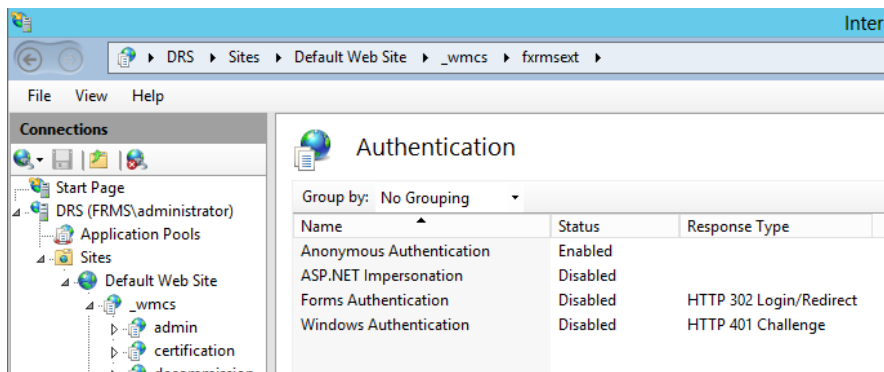 Inter
DRS Sites Default Web Site _wmcs fxrmsext
File View Help
Connections
Authentication
Start Page
Group by: No Grouping
DRS (FRMS\administrator)
Name Status Response Type
Application Pools
Anonymous Authentication Enabled
Sites
ASP.NET Impersonation Disabled
Default Web Site
Forms Authentication Disabled HTTP 302 Login/Redirect
_wmcs
Windows Authentication Disabled HTTP 401 Challenge
admin
certification